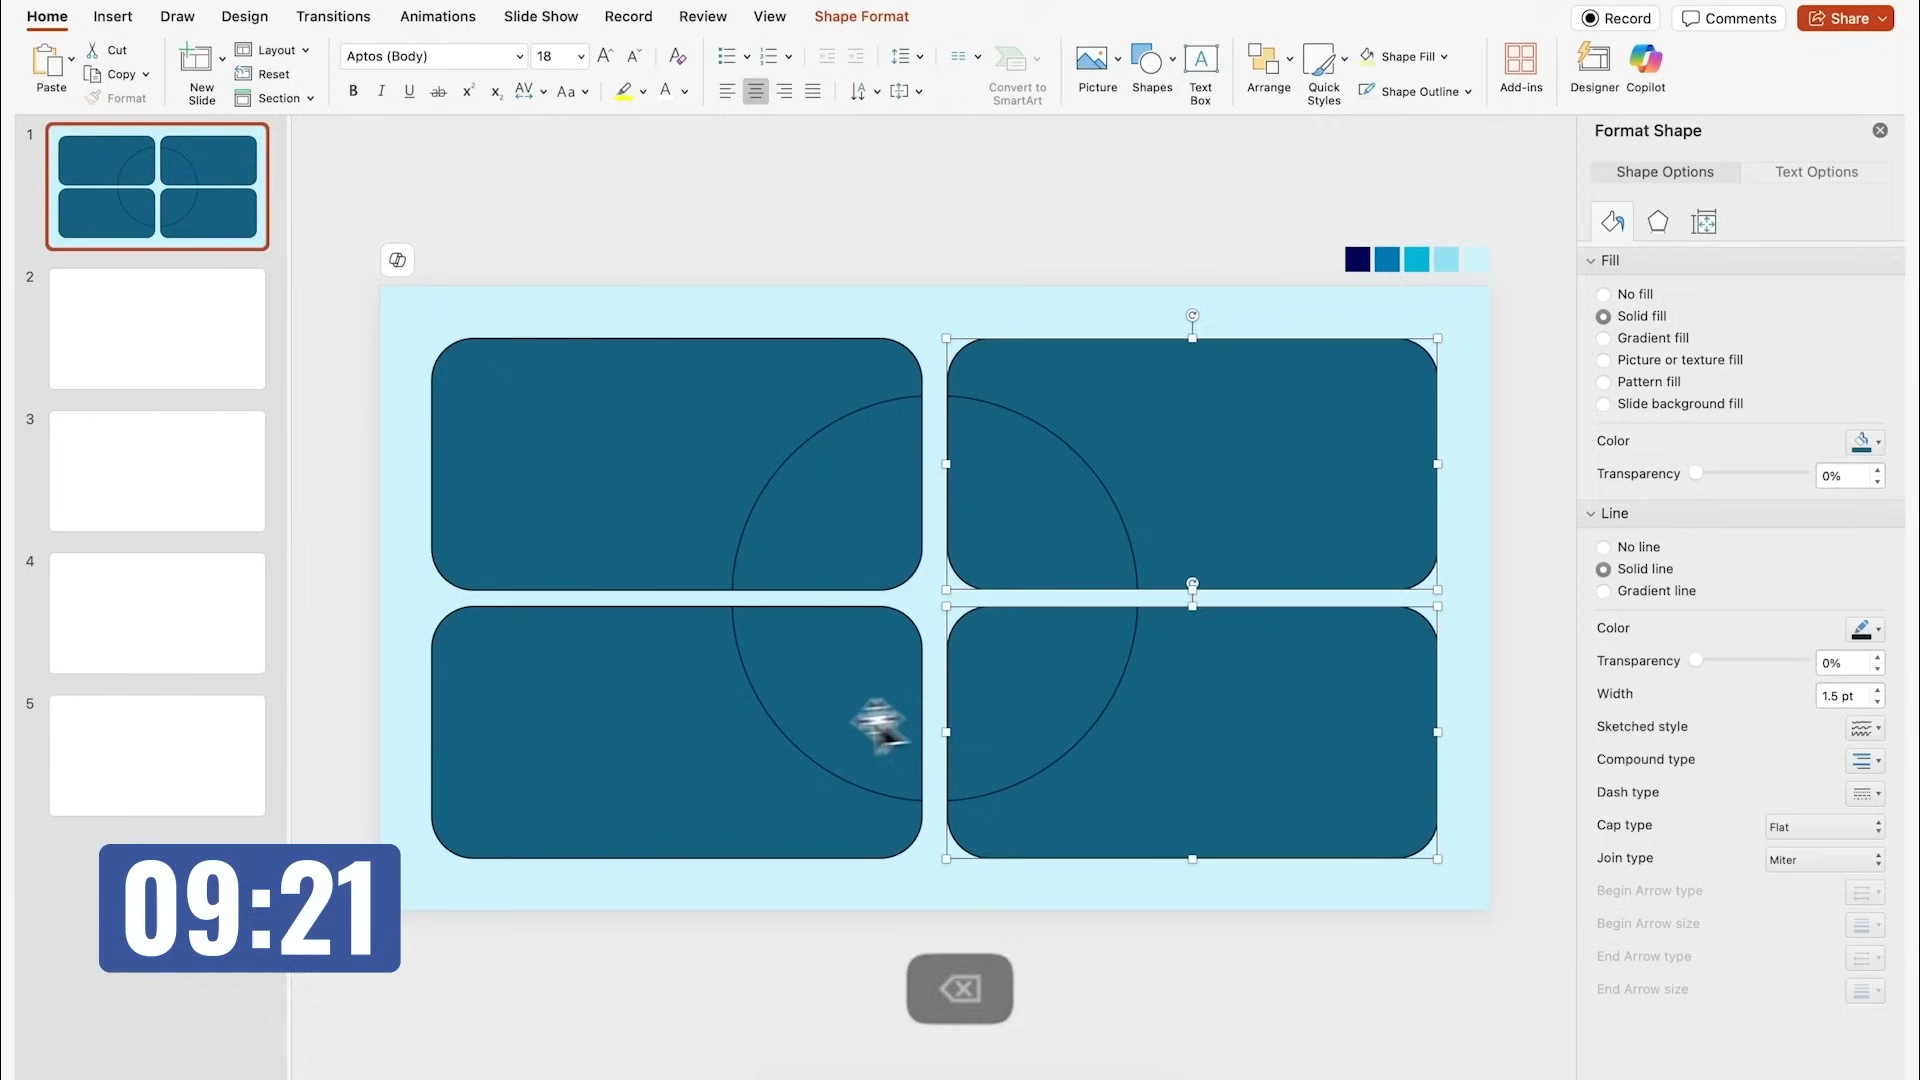 Home Insert Draw Design Transitions Animations Slide Show Record Review View Shape Format Record Comments Share
Paste
Cut
Copy
Format
New
Slide
Layout
Reset
Section
Aptos (Body) 18
B I U ab x² x₂ AV Aa A
Convert to
SmartArt
Picture
Shapes
A
Text
Box
Arrange
Quick
Styles
Shape Fill
Shape Outline
Add-ins
Designer
Copilot
1
2
3
4
5
09:21
Format Shape
Shape Options Text Options
Fill
No fill
Solid fill
Gradient fill
Picture or texture fill
Pattern fill
Slide background fill
Color
Transparency 0%
Line
No line
Solid line
Gradient line
Color
Transparency 0%
Width 1.5 pt
Sketched style
Compound type
Dash type
Cap type Flat
Join type Miter
Begin Arrow type
Begin Arrow size
End Arrow type
End Arrow size